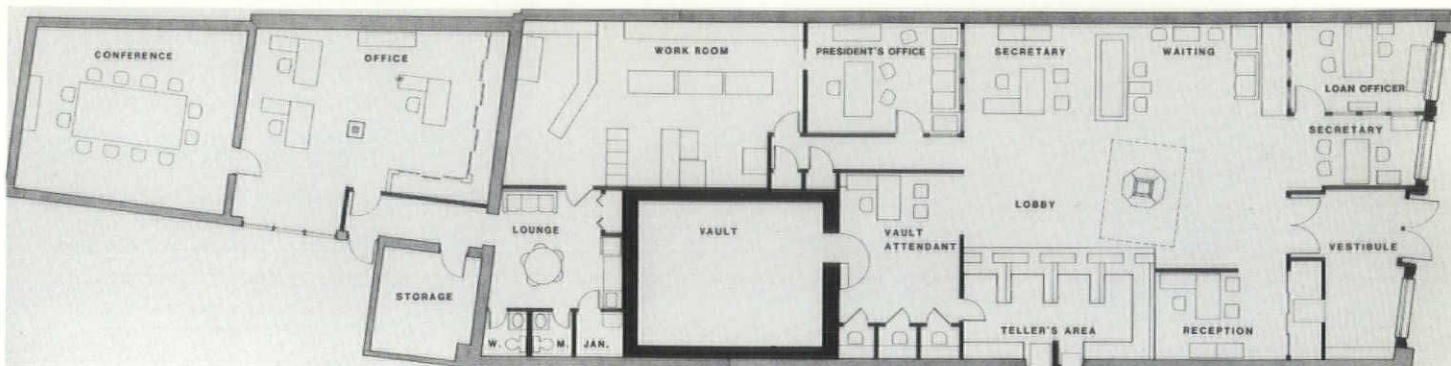 CONFERENCE
OFFICE
WORK ROOM
PRESIDENT'S OFFICE
SECRETARY
WAITING
LOAN OFFICER
SECRETARY
LOUNGE
VAULT
VAULT
ATTENDANT
LOBBY
VESTIBULE
STORAGE
W.
M.
JAN.
TELLER'S AREA
RECEPTION